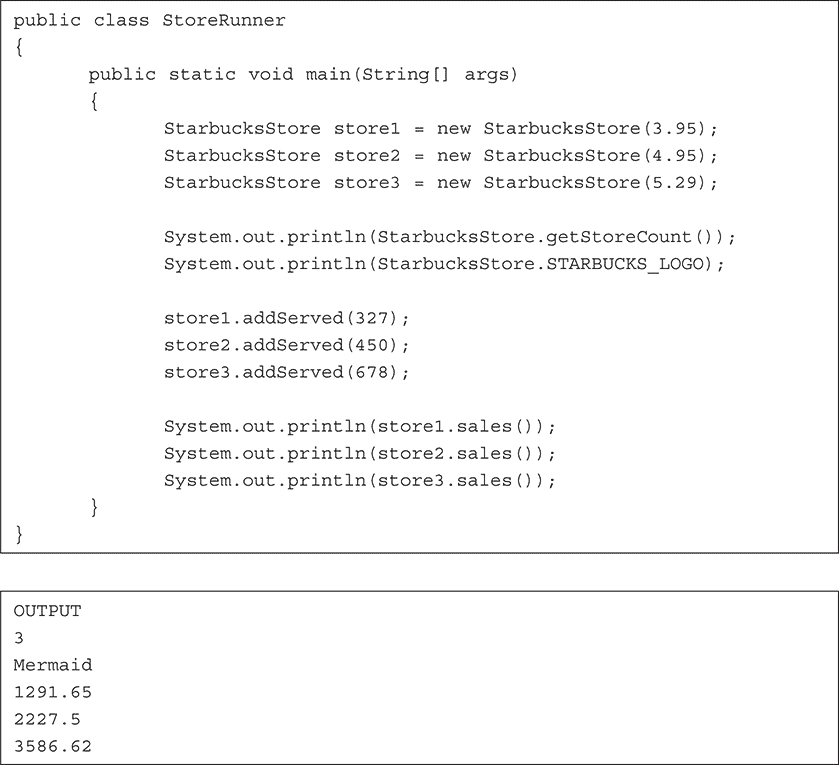 public class StoreRunner
{
public static void main(String[] args)
{
StarbucksStore store1 = new StarbucksStore(3.95);
StarbucksStore store2 = new StarbucksStore(4.95);
StarbucksStore store3 = new StarbucksStore(5.29);
System.out.println(StarbucksStore.getStoreCount());
System.out.println(StarbucksStore.STARBUCKS_LOGO);
store1.addServed(327);
store2.addServed(450);
store3.addServed(678);
System.out.println(store1.sales());
System.out.println(store2.sales());
System.out.println(store3.sales());
}
}
OUTPUT
3
Mermaid
1291.65
2227.5
3586.62